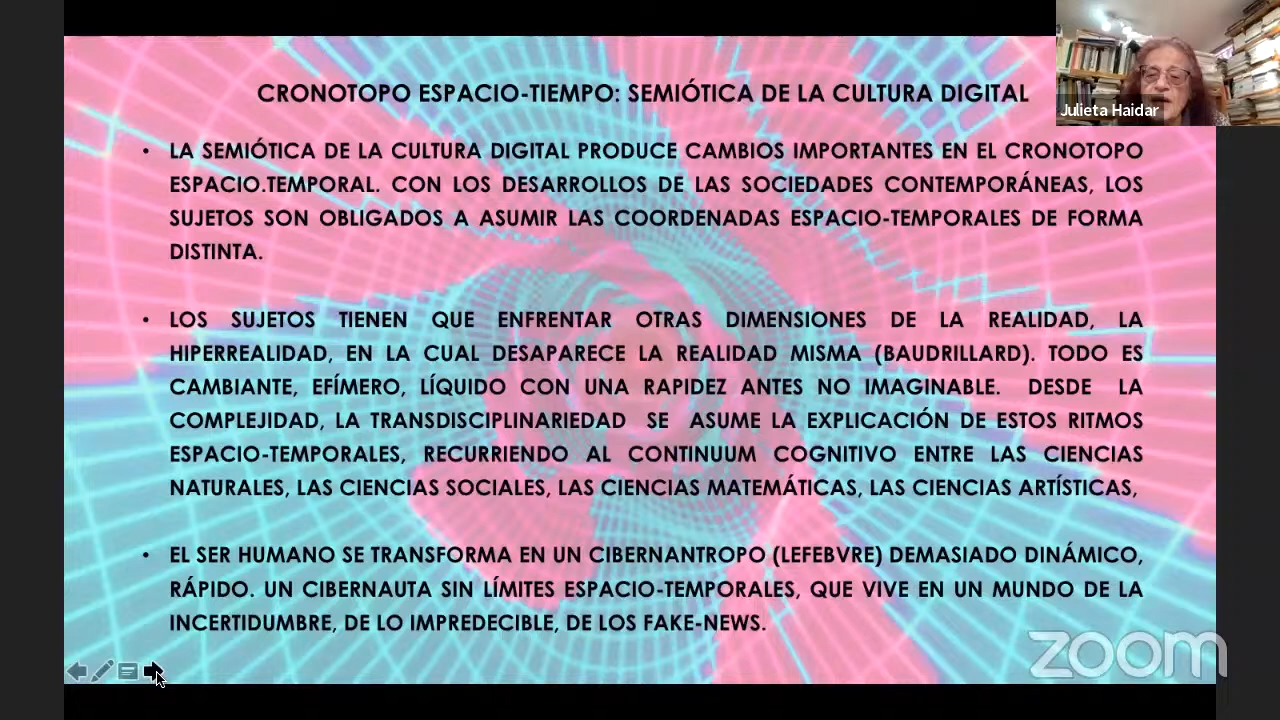 CRONOTOPO ESPACIO-TIEMPO: SEMIÓTICA DE LA CULTURA DIGITAL
Julieta Haidar
• LA SEMIÓTICA DE LA CULTURA DIGITAL PRODUCE CAMBIOS IMPORTANTES EN EL CRONOTOPO
ESPACIO.TEMPORAL. CON LOS DESARROLLOS DE LAS SOCIEDADES CONTEMPORÁNEAS, LOS
SUJETOS SON OBLIGADOS A ASUMIR LAS COORDENADAS ESPACIO-TEMPORALES DE FORMA
DISTINTA.
• LOS SUJETOS TIENEN QUE ENFRENTAR OTRAS DIMENSIONES DE LA REALIDAD, LA
HIPERREALIDAD, EN LA CUAL DESAPARECE LA REALIDAD MISMA (BAUDRILLARD). TODO ES
CAMBIANTE, EFÍMERO, LÍQUIDO CON UNA RAPIDEZ ANTES NO IMAGINABLE. DESDE LA
COMPLEJIDAD, LA TRANSDISCIPLINARIEDAD SE ASUME LA EXPLICACIÓN DE ESTOS RITMOS
ESPACIO-TEMPORALES, RECURRIENDO AL CONTINUUM COGNITIVO ENTRE LAS CIENCIAS
NATURALES, LAS CIENCIAS SOCIALES, LAS CIENCIAS MATEMÁTICAS, LAS CIENCIAS ARTÍSTICAS,
• EL SER HUMANO SE TRANSFORMA EN UN CIBERNANTROPO (LEFEBVRE) DEMASIADO DINÁMICO,
RÁPIDO. UN CIBERNAUTA SIN LÍMITES ESPACIO-TEMPORALES, QUE VIVE EN UN MUNDO DE LA
INCERTIDUMBRE, DE LO IMPREDECIBLE, DE LOS FAKE-NEWS.
zoom